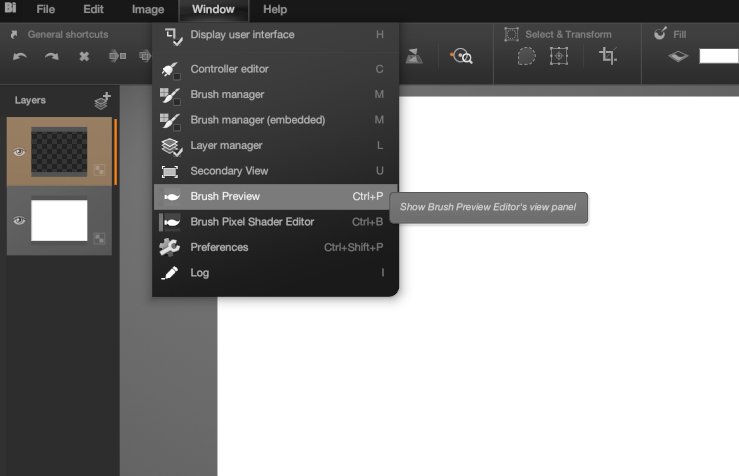 Bi File Edit Image Window Help
General shortcuts
Select & Transform
Fill
Layers
Display user interface H
Controller editor C
Brush manager M
Brush manager (embedded) M
Layer manager L
Secondary View U
Brush Preview Ctrl+P
Show Brush Preview Editor's view panel
Brush Pixel Shader Editor Ctrl+B
Preferences Ctrl+Shift+P
Log I